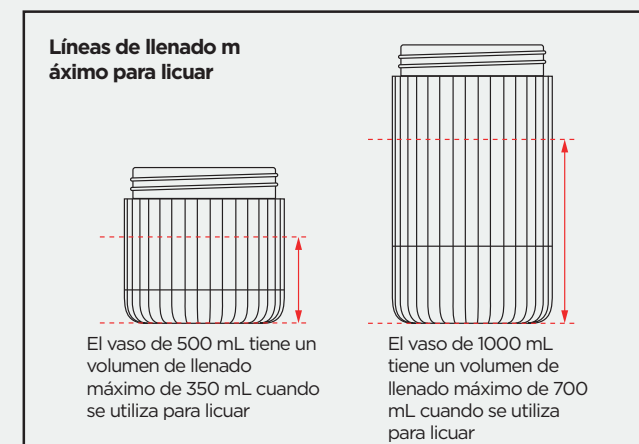 Líneas de llenado m
áximo para licuar
El vaso de 500 mL tiene un
volumen de llenado
máximo de 350 mL cuando
se utiliza para licuar
El vaso de 1000 mL
tiene un volumen de
llenado máximo de 700
mL cuando se utiliza
para licuar